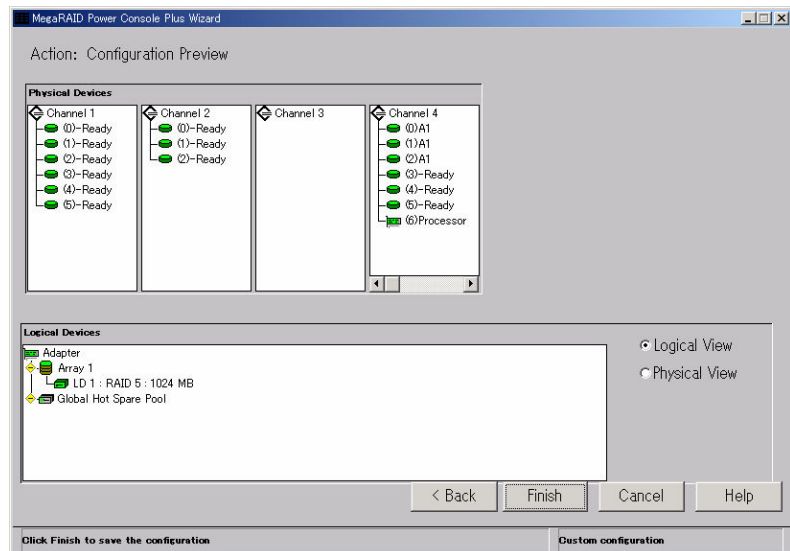 MegaRAID Power Console Plus Wizard
Action: Configuration Preview
Physical Devices
Channel 1
(0)-Ready
(1)-Ready
(2)-Ready
(3)-Ready
(4)-Ready
(5)-Ready
Channel 2
(0)-Ready
(1)-Ready
(2)-Ready
Channel 3
Channel 4
(0)A1
(1)A1
(2)A1
(3)-Ready
(4)-Ready
(5)-Ready
(6)Processor
Logical Devices
Adapter
Array 1
LD 1 : RAID 5 : 1024 MB
Global Hot Spare Pool
Logical View
Physical View
< Back
Finish
Cancel
Help
Click Finish to save the configuration
Custom configuration